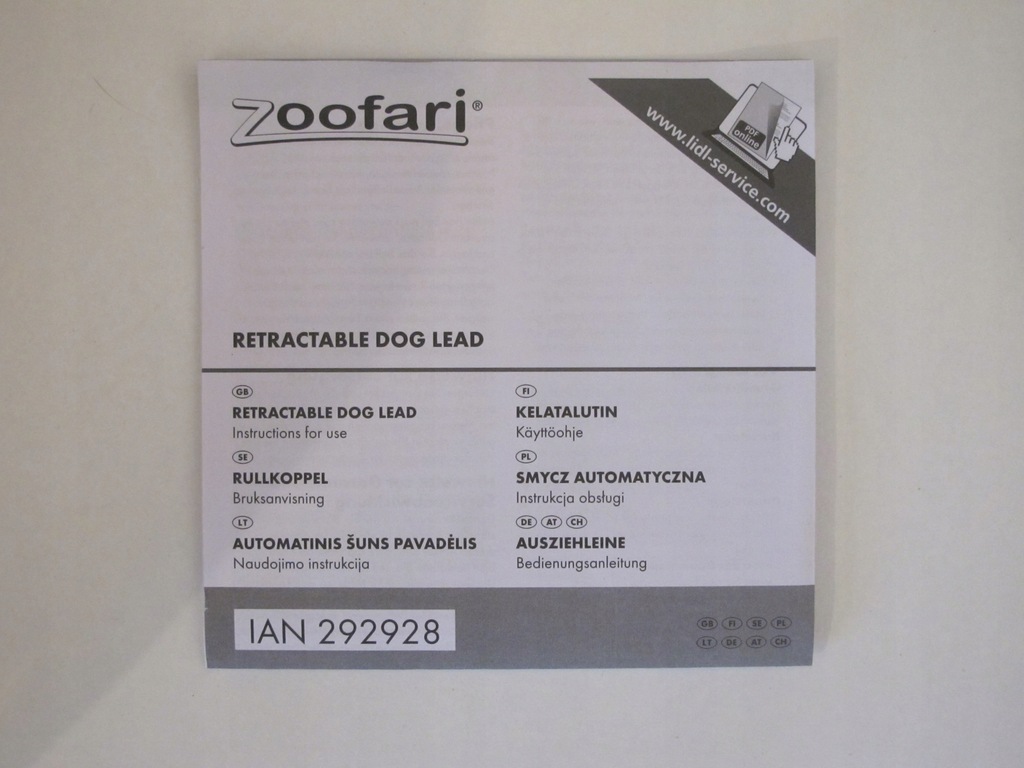 zoofari®
www.lidl-service.com
PDF
online
RETRACTABLE DOG LEAD
GB
RETRACTABLE DOG LEAD
Instructions for use
SE
RULLKOPPEL
Bruksanvisning
LT
AUTOMATINIS ŠUNS PAVADĖLIS
Naudojimo instrukcija
FI
KELATALUTIN
Käyttöohje
PL
SMYCZ AUTOMATYCZNA
Instrukcja obsługi
DE AT CH
AUSZIEHLEINE
Bedienungsanleitung
IAN 292928
GB FI SE PL
LT DE AT CH